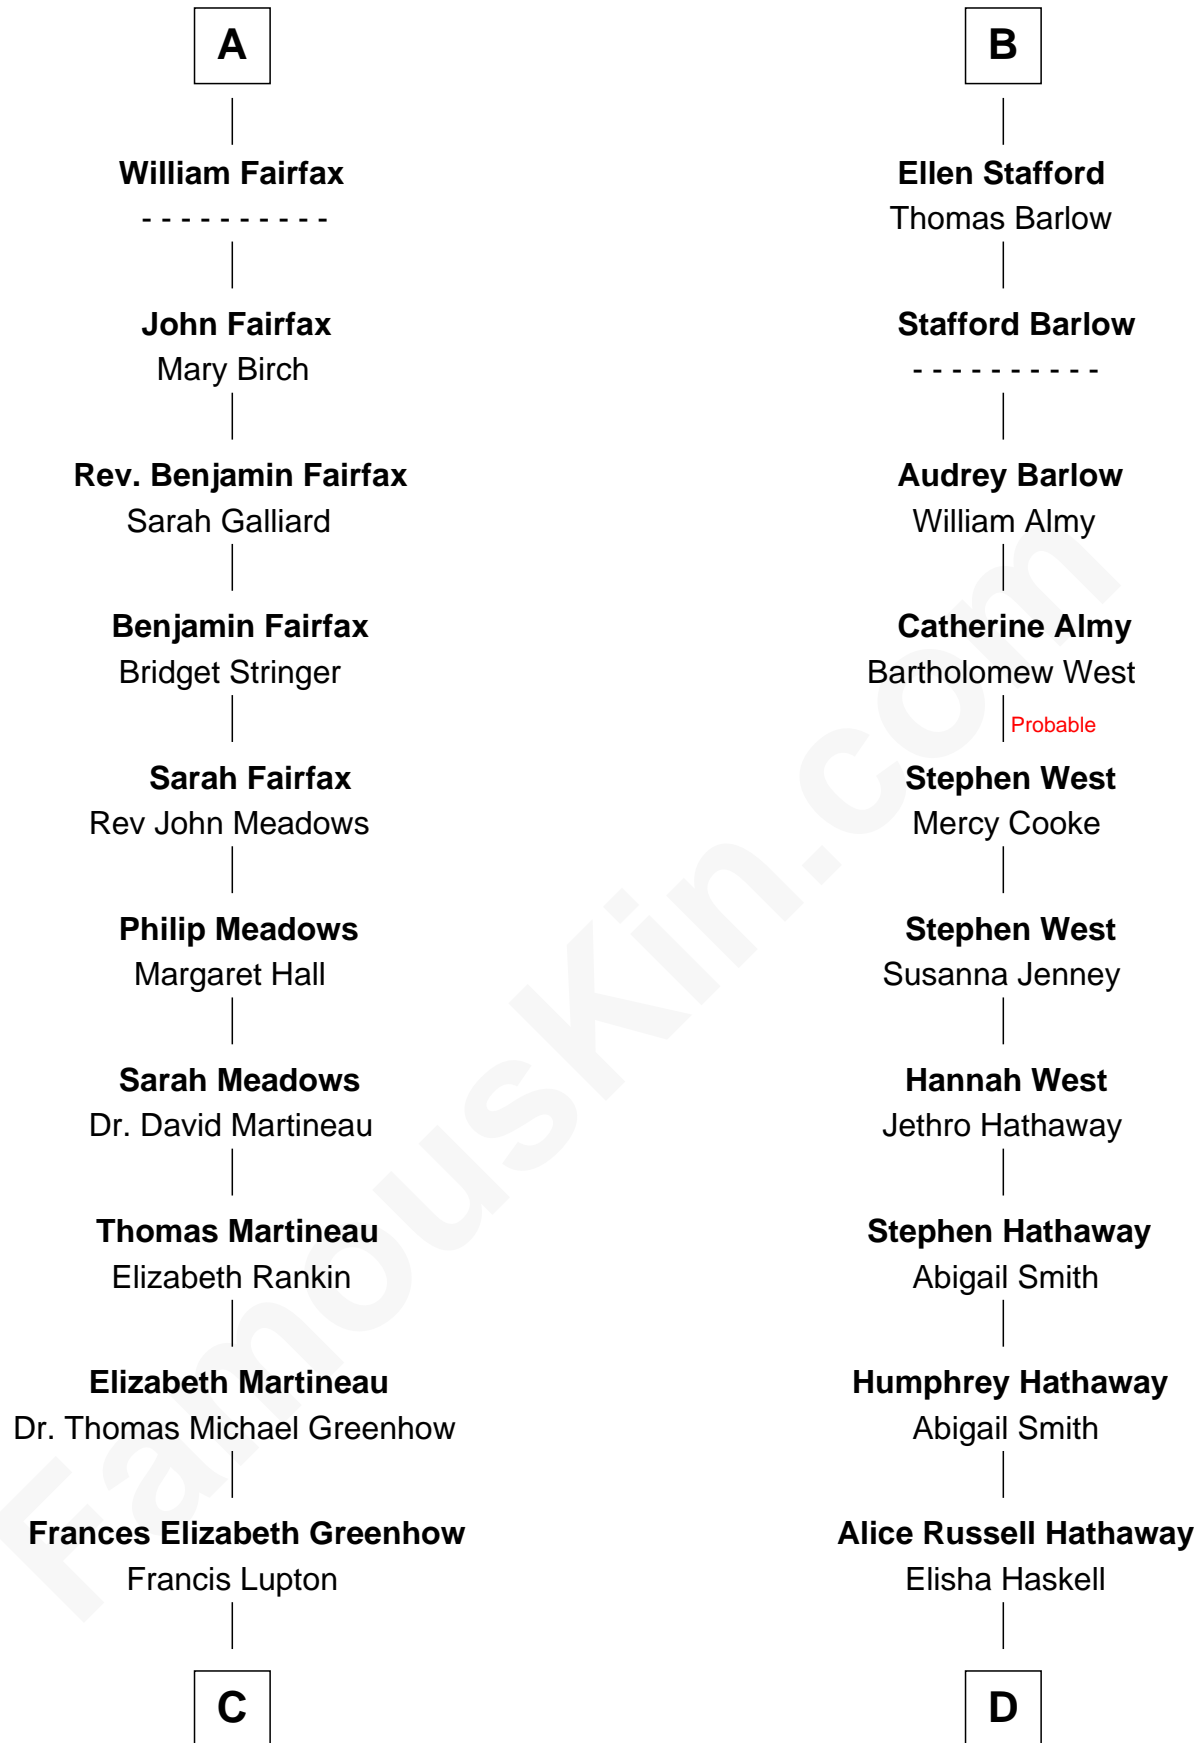 A
William Fairfax
- - - - - - - - - -
John Fairfax
Mary Birch
Rev. Benjamin Fairfax
Sarah Galliard
Benjamin Fairfax
Bridget Stringer
Sarah Fairfax
Rev John Meadows
Philip Meadows
Margaret Hall
Sarah Meadows
Dr. David Martineau
Thomas Martineau
Elizabeth Rankin
Elizabeth Martineau
Dr. Thomas Michael Greenhow
Frances Elizabeth Greenhow
Francis Lupton
C
B
Ellen Stafford
Thomas Barlow
Stafford Barlow
- - - - - - - - - -
Audrey Barlow
William Almy
Catherine Almy
Bartholomew West
Probable
Stephen West
Mercy Cooke
Stephen West
Susanna Jenney
Hannah West
Jethro Hathaway
Stephen Hathaway
Abigail Smith
Humphrey Hathaway
Abigail Smith
Alice Russell Hathaway
Elisha Haskell
D
FamousKin.com